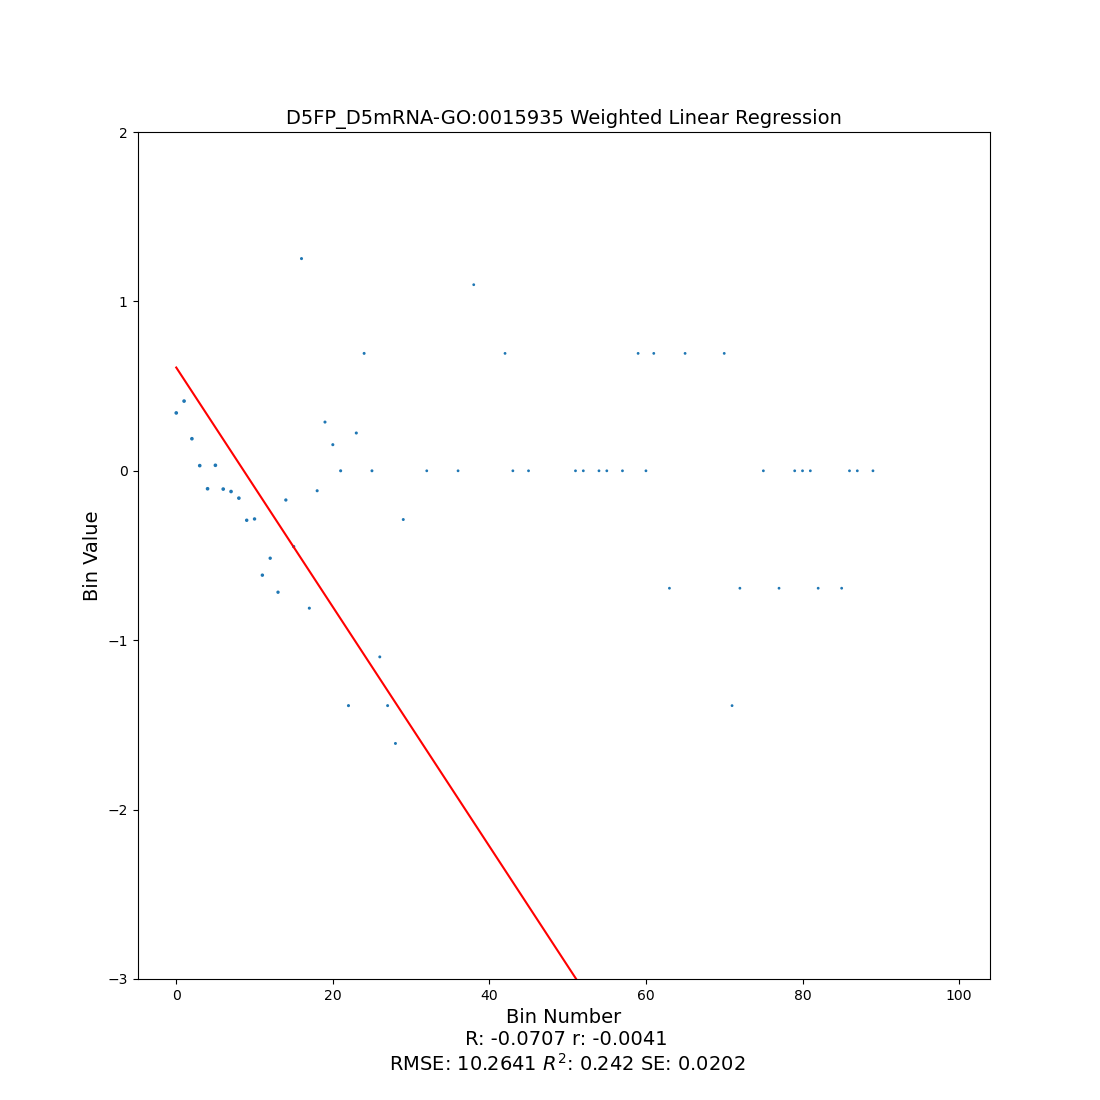 D5FP_D5mRNA-GO:0015935 Weighted Linear Regression
2
1
0
−1
−2
−3
Bin Value
0 20 40 60 80 100
Bin Number
R: -0.0707 r: -0.0041
RMSE: 10.2641 R²: 0.242 SE: 0.0202